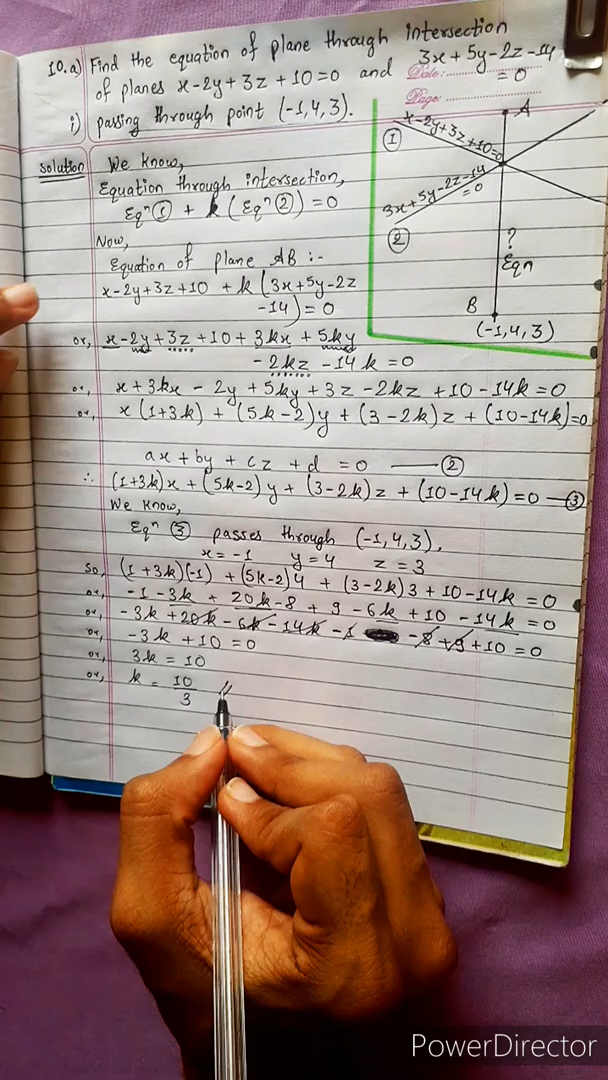 10.a) Find the equation of plane through intersection
of planes x-2y+3z+10=0 and 3x+5y-2z-14=0
Date:
Page:
i) passing through point (-1,4,3).
A
x-2y+3z+10=0
①
3x+5y-2z-14=0
②
?
Eqn
B
(-1,4,3)
Solution We know,
Equation through intersection,
Eqⁿ① + k (Eqⁿ②) = 0
Now,
Equation of plane AB :-
x-2y+3z+10 + k(3x+5y-2z
-14) = 0
or, x-2y+3z+10+3kx+5ky
-2kz -14k = 0
or, x+3kx - 2y+5ky+3z-2kz +10-14k = 0
or, x(1+3k) + (5k-2)y + (3-2k)z + (10-14k)=0
ax + by + cz + d = 0 —②
∴ (1+3k)x + (5k-2)y + (3-2k)z + (10-14k) = 0 —③
We know,
Eqⁿ ③ passes through (-1,4,3),
x = -1 y = 4 z = 3
So, (1+3k)(-1) + (5k-2)4 + (3-2k)3 + 10-14k = 0
or, -1 -3k + 20k -8 + 9 -6k +10 -14k = 0
or, -3k +20k -6k -14k -1 -8 +9 +10 = 0
or, -3k +10 = 0
or, 3k = 10
or, k = 10/3 //
PowerDirector